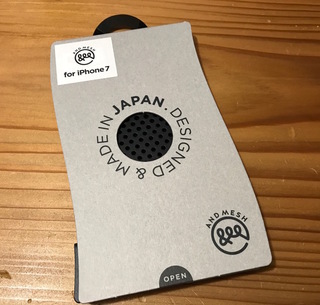 AND MESH
for iPhone 7
DESIGNED & MADE IN JAPAN.
AND MESH
OPEN